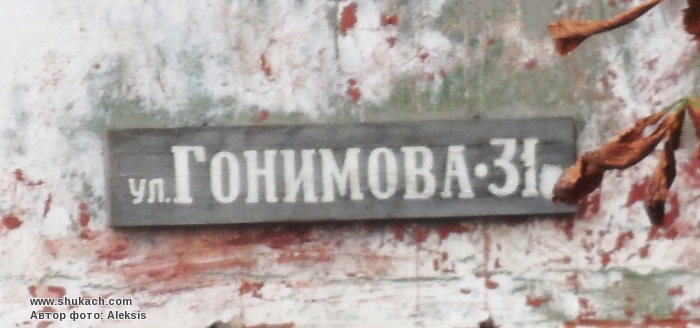 ул. Гонимова • 31
www.shukach.com
Автор фото: Aleksis